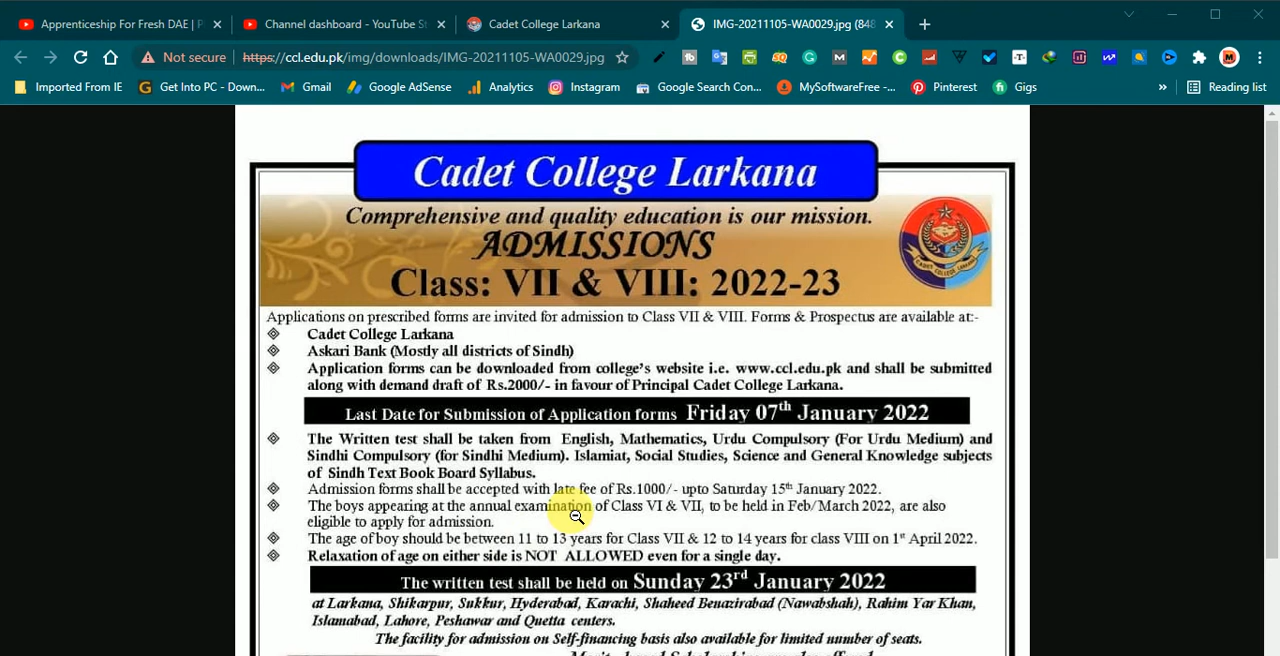 Apprenticeship For Fresh DAE | P
Channel dashboard - YouTube St
Cadet College Larkana
IMG-20211105-WA0029.jpg (848
Not secure
https://ccl.edu.pk/img/downloads/IMG-20211105-WA0029.jpg
Imported From IE
Get Into PC - Down...
Gmail
Google AdSense
Analytics
Instagram
Google Search Con...
MySoftwareFree -...
Pinterest
Gigs
»
Reading list
Cadet College Larkana
Comprehensive and quality education is our mission.
ADMISSIONS
CADET COLLEGE LARKANA
Class: VII & VIII: 2022-23
Applications on prescribed forms are invited for admission to Class VII & VIII. Forms & Prospectus are available at:-
Cadet College Larkana
Askari Bank (Mostly all districts of Sindh)
Application forms can be downloaded from college's website i.e. www.ccl.edu.pk and shall be submitted
along with demand draft of Rs.2000/- in favour of Principal Cadet College Larkana.
Last Date for Submission of Application forms Friday 07th January 2022
The Written test shall be taken from English, Mathematics, Urdu Compulsory (For Urdu Medium) and
Sindhi Compulsory (for Sindhi Medium). Islamiat, Social Studies, Science and General Knowledge subjects
of Sindh Text Book Board Syllabus.
Admission forms shall be accepted with late fee of Rs.1000/- upto Saturday 15th January 2022.
The boys appearing at the annual examination of Class VI & VII, to be held in Feb/March 2022, are also
eligible to apply for admission.
The age of boy should be between 11 to 13 years for Class VII & 12 to 14 years for class VIII on 1st April 2022.
Relaxation of age on either side is NOT ALLOWED even for a single day.
The written test shall be held on Sunday 23rd January 2022
at Larkana, Shikarpur, Sukkur, Hyderabad, Karachi, Shaheed Benazirabad (Nawabshah), Rahim Yar Khan,
Islamabad, Lahore, Peshawar and Quetta centers.
The facility for admission on Self-financing basis also available for limited number of seats.